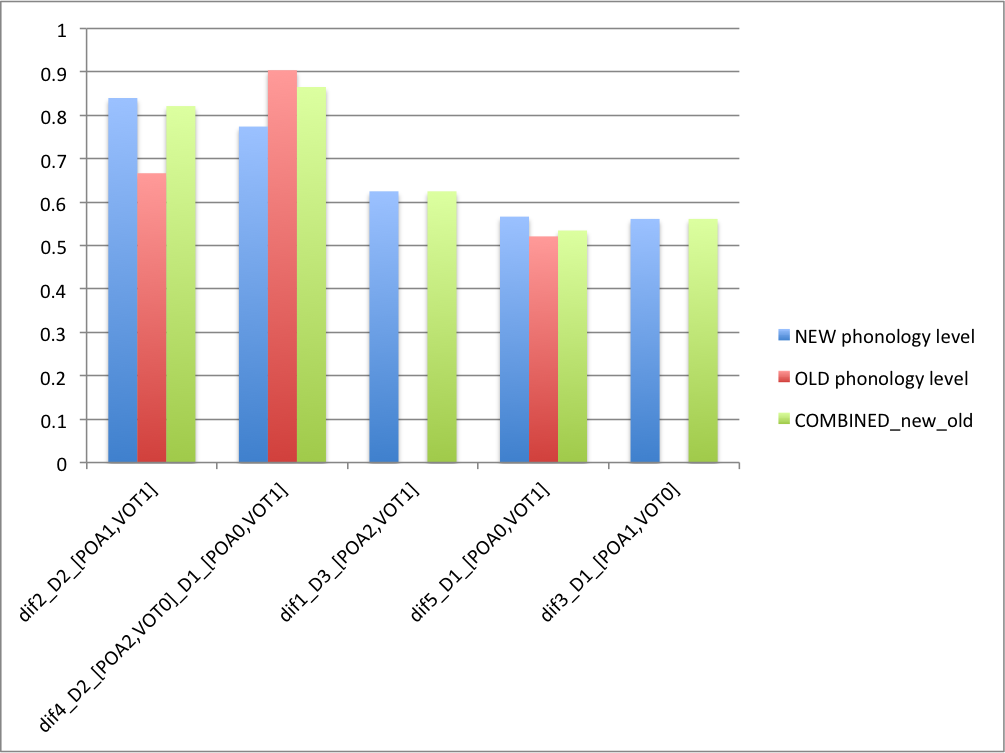 1
0.9
0.8
0.7
0.6
0.5
0.4
0.3
0.2
0.1
0
dif2_D2_[POA1,VOT1]
dif4_D2_[POA2,VOT0]_D1_[POA0,VOT1]
dif1_D3_[POA2,VOT1]
dif5_D1_[POA0,VOT1]
dif3_D1_[POA1,VOT0]
NEW phonology level
OLD phonology level
COMBINED_new_old